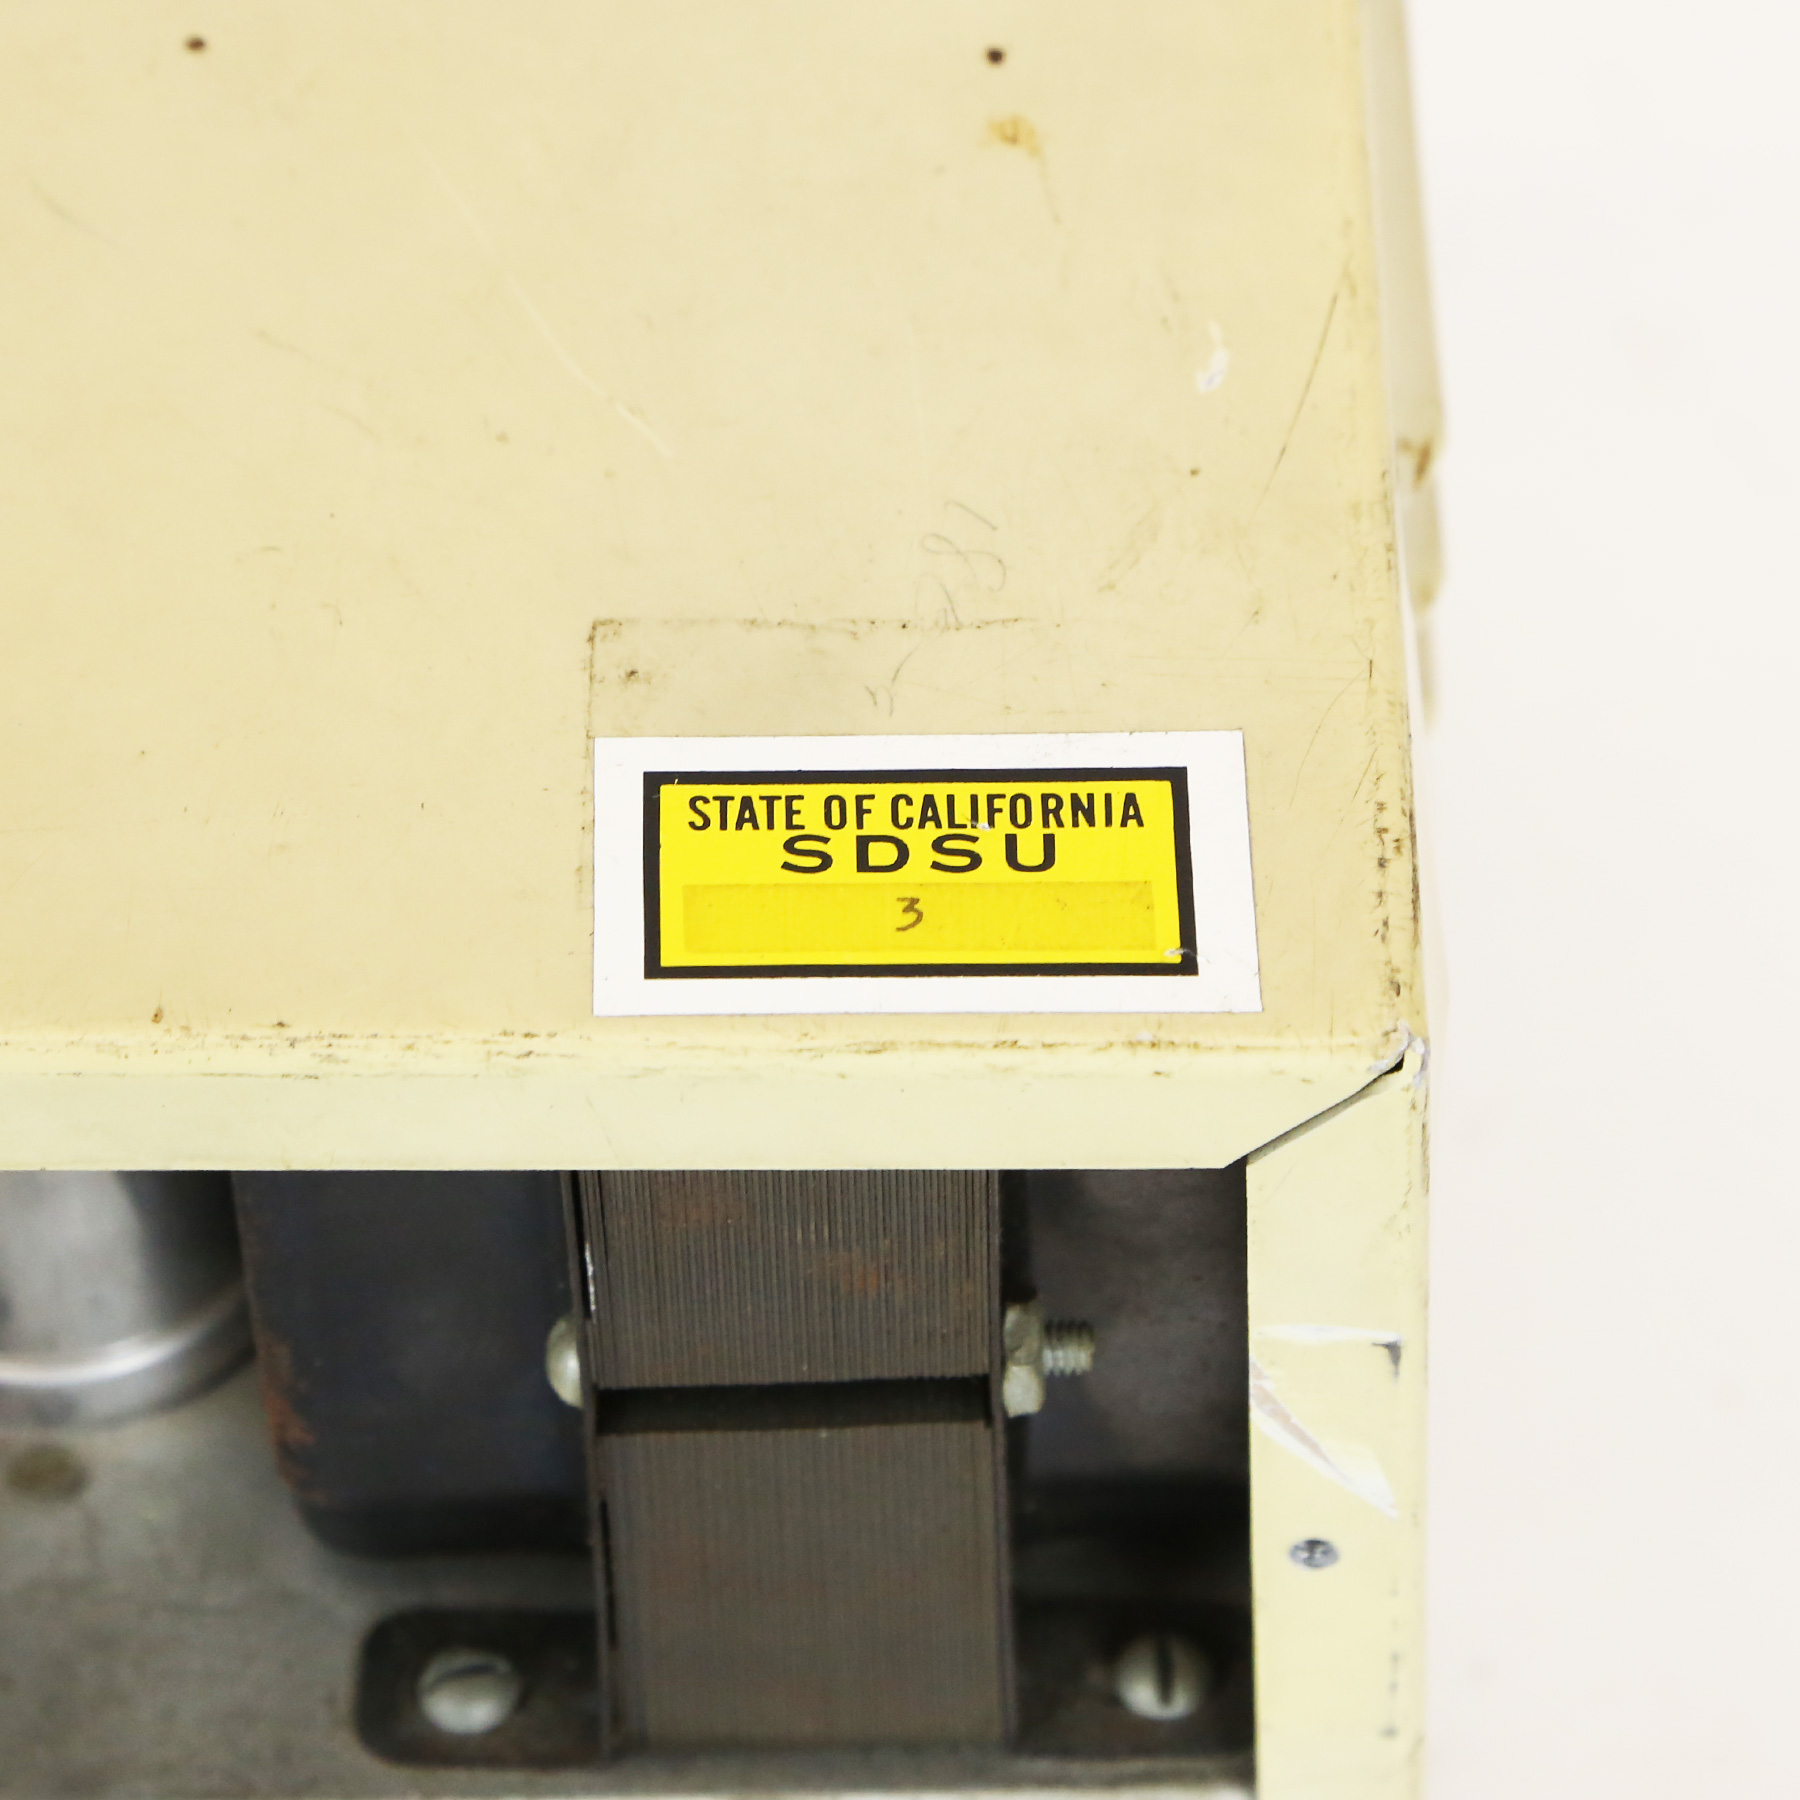 STATE OF CALIFORNIA
SDSU
3